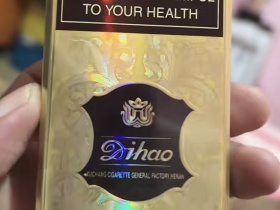 TO YOUR HEALTH
Dihao
XUCHANG CIGARETTE GENERAL FACTORY, HENAN